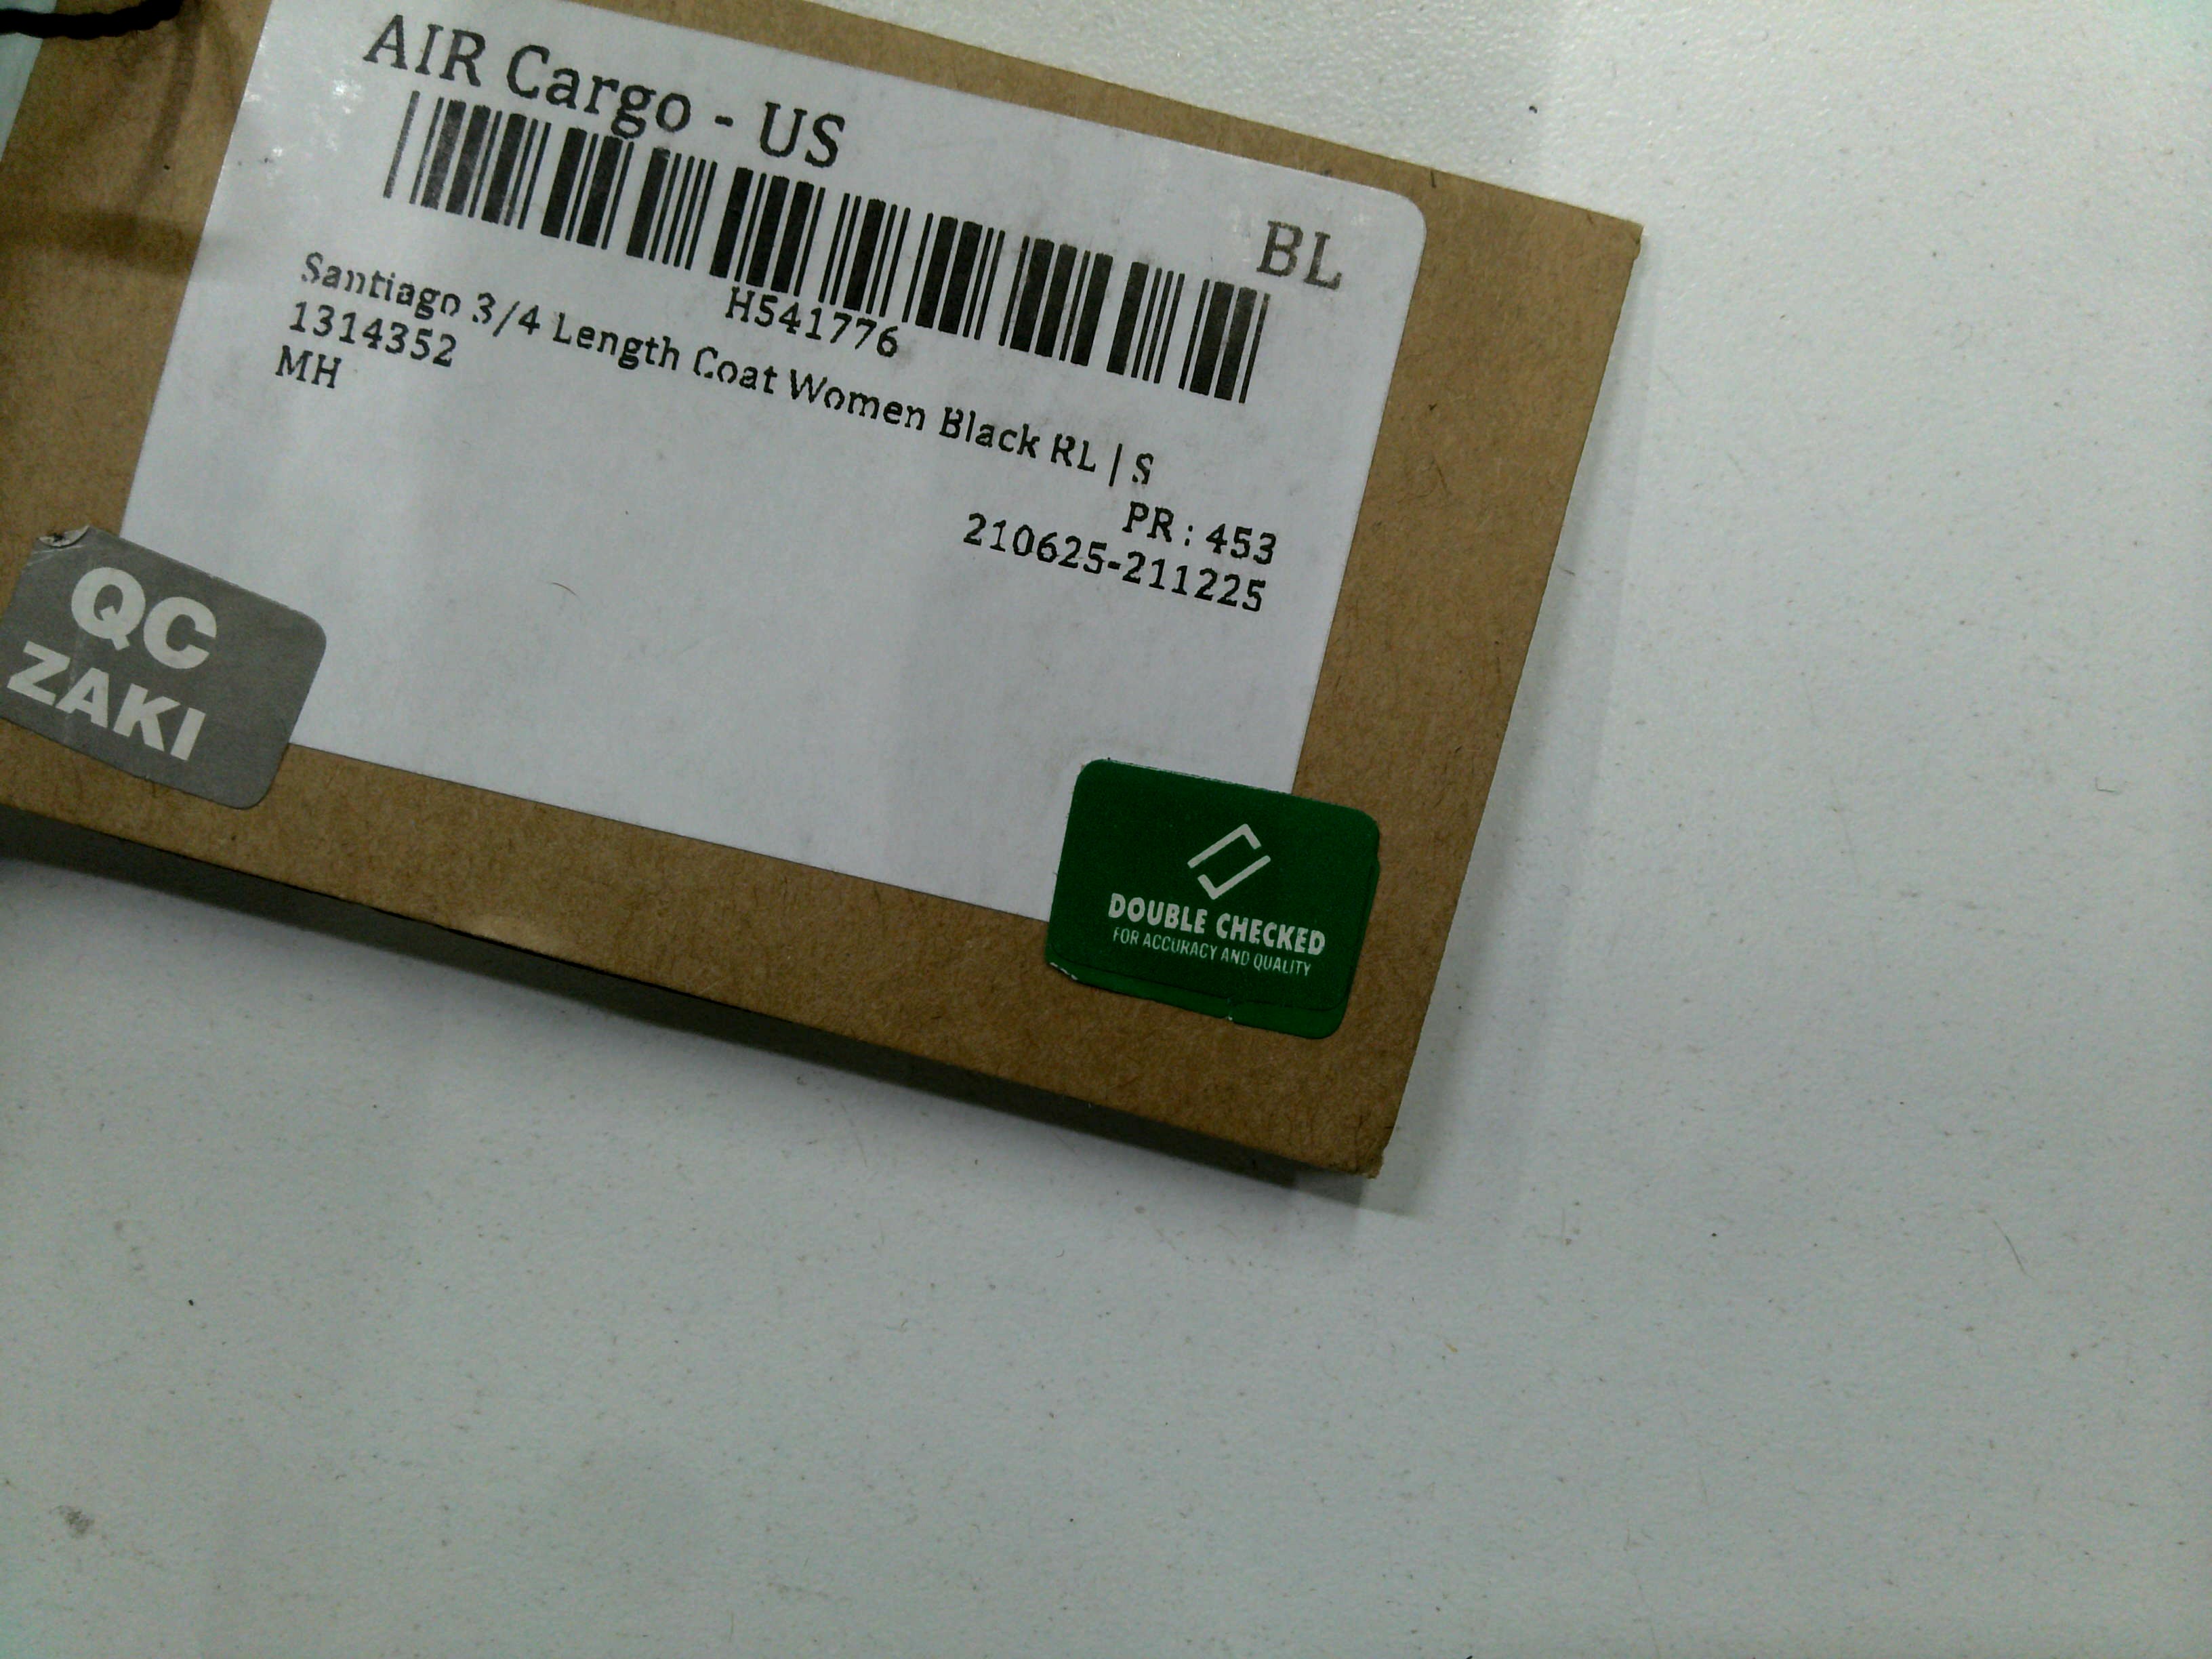 AIR Cargo - US
BL
H541776
Santiago 3/4 Length Coat Women Black RL | S
1314352
MH
PR : 453
210625-211225
QC
ZAKI
DOUBLE CHECKED
FOR ACCURACY AND QUALITY